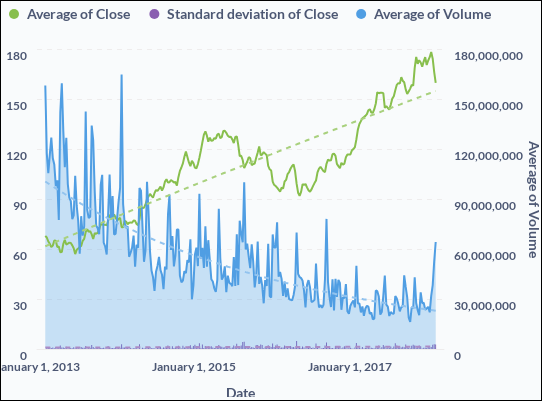 Average of Close Standard deviation of Close Average of Volume
180 180,000,000
150 150,000,000
120 120,000,000
90 90,000,000
60 60,000,000
30 30,000,000
0
Average of Volume
anuary 1, 2013 January 1, 2015 January 1, 2017
Date